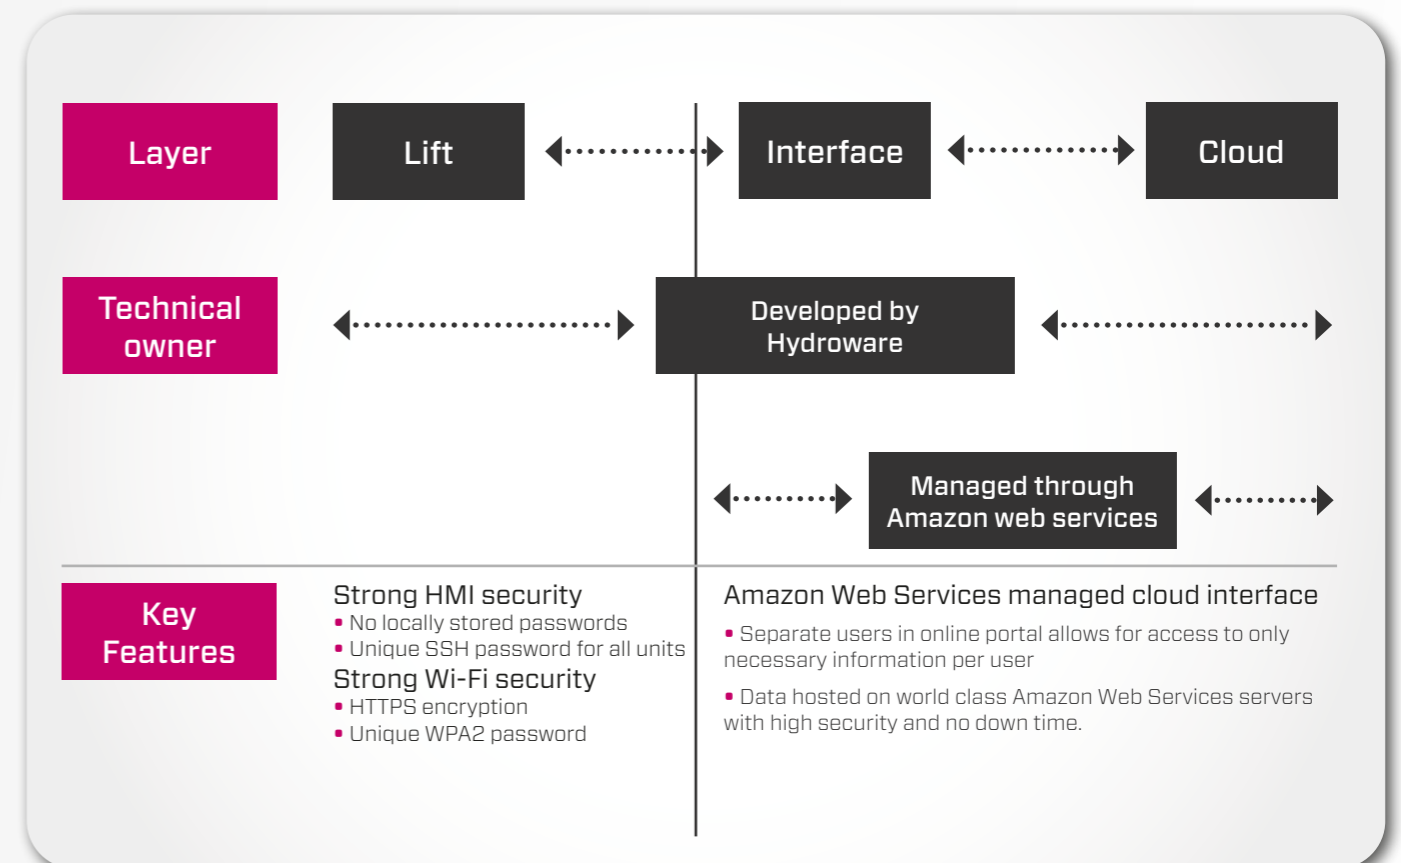 Layer
Lift
Interface
Cloud
Technical
owner
Developed by
Hydroware
Managed through
Amazon web services
Key
Features
Strong HMI security
▪ No locally stored passwords
▪ Unique SSH password for all units
Strong Wi-Fi security
▪ HTTPS encryption
▪ Unique WPA2 password
Amazon Web Services managed cloud interface
▪ Separate users in online portal allows for access to only
necessary information per user
▪ Data hosted on world class Amazon Web Services servers
with high security and no down time.